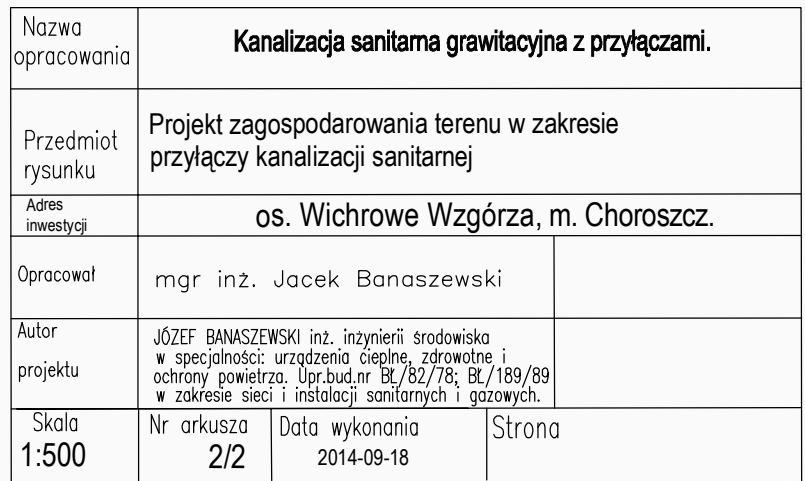 Nazwa
opracowania
Kanalizacja sanitarna grawitacyjna z przyłączami.
Przedmiot
rysunku
Projekt zagospodarowania terenu w zakresie
przyłączy kanalizacji sanitarnej
Adres
inwestycji
os. Wichrowe Wzgórza, m. Choroszcz.
Opracował
mgr inż. Jacek Banaszewski
Autor
projektu
JÓZEF BANASZEWSKI inż. inżynierii środowiska
w specjalności: urządzenia cieplne, zdrowotne i
ochrony powietrza. Upr.bud.nr BŁ/82/78; BŁ/189/89
w zakresie sieci i instalacji sanitarnych i gazowych.
Skala
1:500
Nr arkusza
2/2
Data wykonania
2014-09-18
Strona